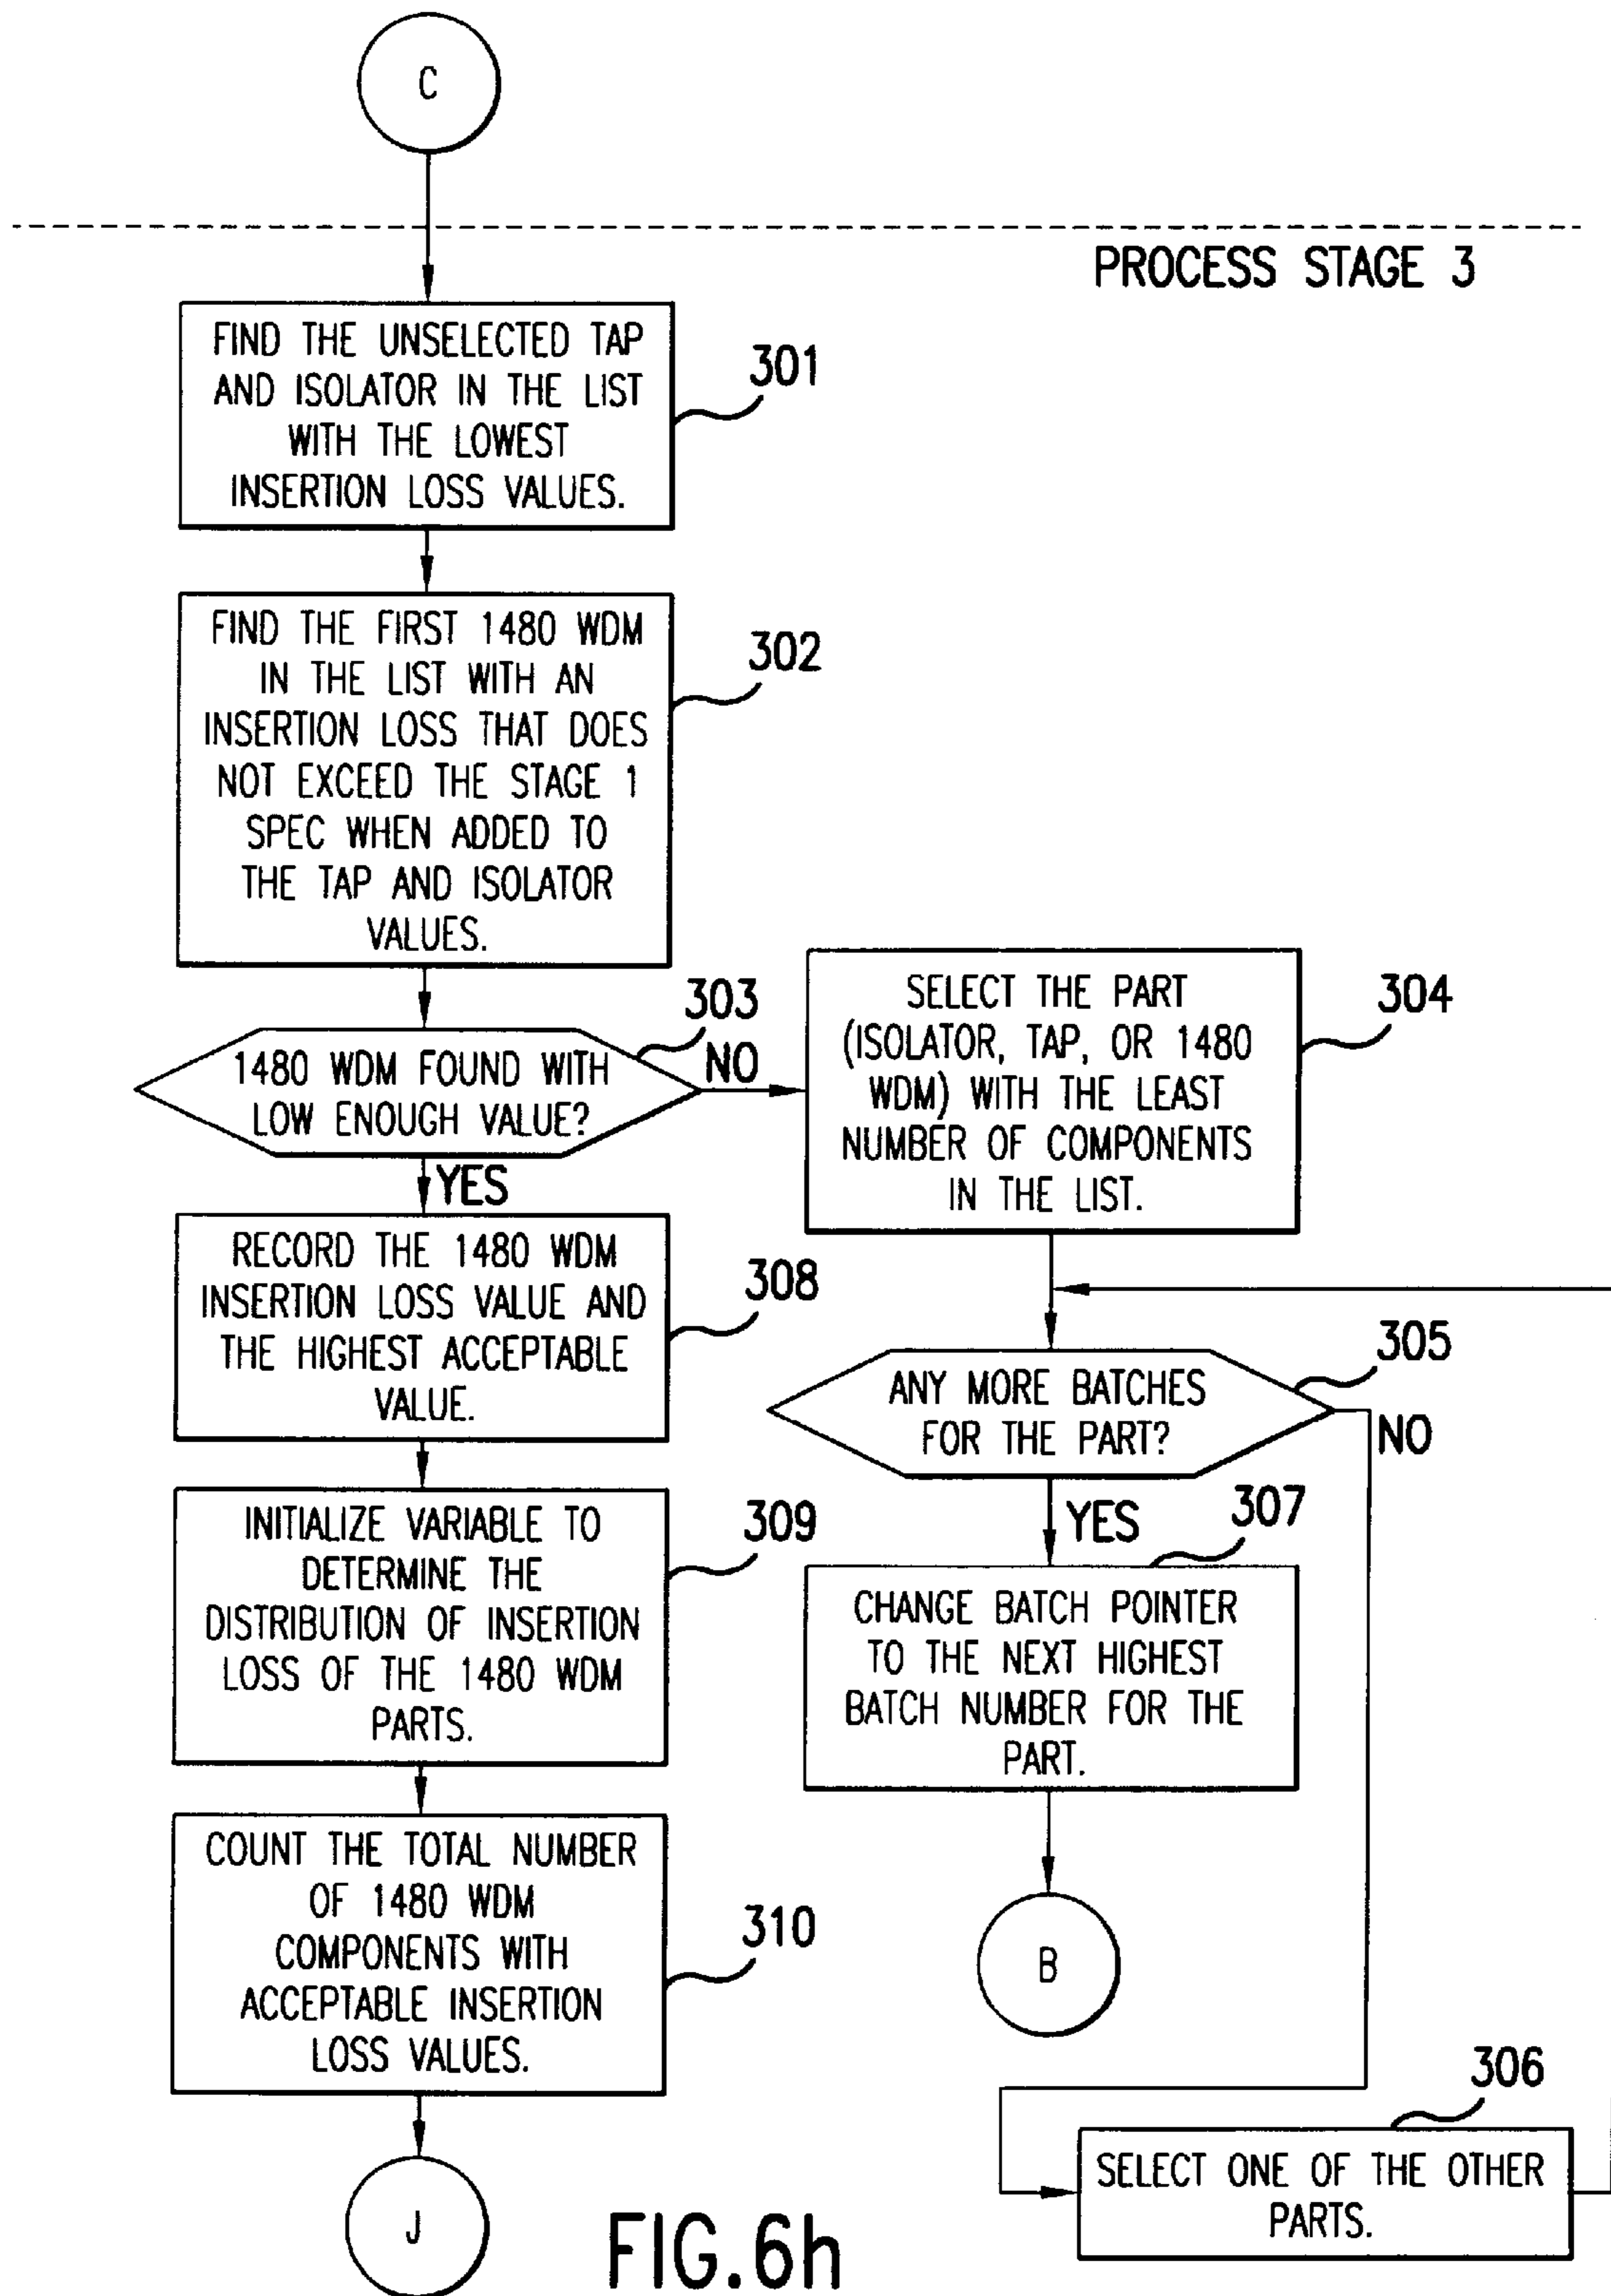 C
PROCESS STAGE 3
FIND THE UNSELECTED TAP
AND ISOLATOR IN THE LIST
WITH THE LOWEST
INSERTION LOSS VALUES.
301
FIND THE FIRST 1480 WDM
IN THE LIST WITH AN
INSERTION LOSS THAT DOES
NOT EXCEED THE STAGE 1
SPEC WHEN ADDED TO
THE TAP AND ISOLATOR
VALUES.
302
1480 WDM FOUND WITH
LOW ENOUGH VALUE?
303
NO
YES
SELECT THE PART
(ISOLATOR, TAP, OR 1480
WDM) WITH THE LEAST
NUMBER OF COMPONENTS
IN THE LIST.
304
RECORD THE 1480 WDM
INSERTION LOSS VALUE AND
THE HIGHEST ACCEPTABLE
VALUE.
308
ANY MORE BATCHES
FOR THE PART?
305
NO
YES
INITIALIZE VARIABLE TO
DETERMINE THE
DISTRIBUTION OF INSERTION
LOSS OF THE 1480 WDM
PARTS.
309
CHANGE BATCH POINTER
TO THE NEXT HIGHEST
BATCH NUMBER FOR THE
PART.
307
COUNT THE TOTAL NUMBER
OF 1480 WDM
COMPONENTS WITH
ACCEPTABLE INSERTION
LOSS VALUES.
310
B
306
SELECT ONE OF THE OTHER
PARTS.
J
FIG.6h